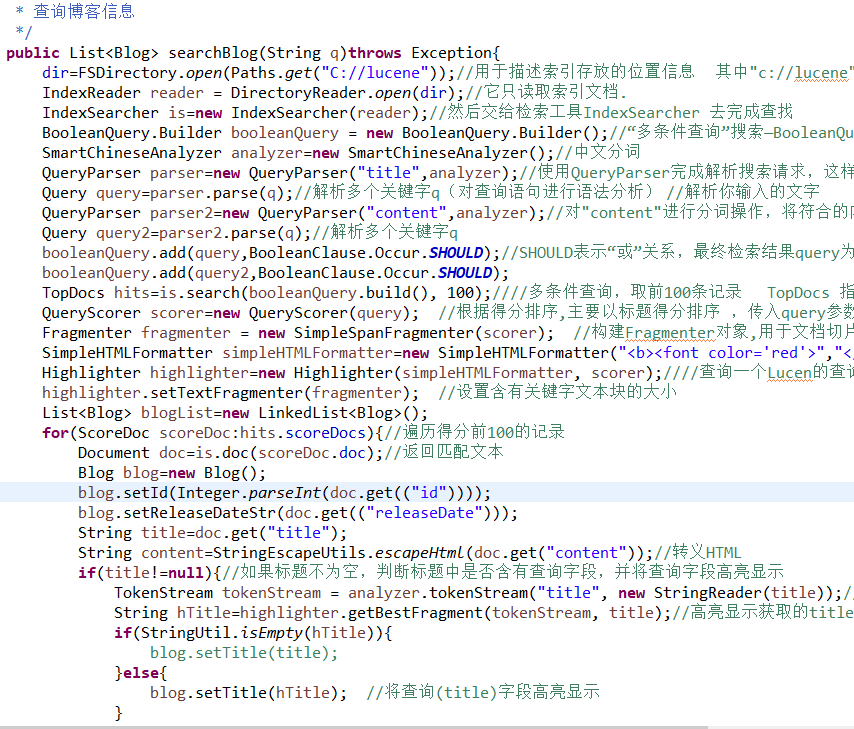 * 查询博客信息
*/
public List<Blog> searchBlog(String q)throws Exception{
dir=FSDirectory.open(Paths.get("C://lucene"));//用于描述索引存放的位置信息  其中"c://lucene"
IndexReader reader = DirectoryReader.open(dir);//它只读取索引文档.
IndexSearcher is=new IndexSearcher(reader);//然后交给检索工具IndexSearcher 去完成查找
BooleanQuery.Builder booleanQuery = new BooleanQuery.Builder();//“多条件查询”搜索—BooleanQu
SmartChineseAnalyzer analyzer=new SmartChineseAnalyzer();//中文分词
QueryParser parser=new QueryParser("title",analyzer);//使用QueryParser完成解析搜索请求，这样
Query query=parser.parse(q);//解析多个关键字q（对查询语句进行语法分析） //解析你输入的文字
QueryParser parser2=new QueryParser("content",analyzer);//对"content"进行分词操作，将符合的内
Query query2=parser2.parse(q);//解析多个关键字q
booleanQuery.add(query,BooleanClause.Occur.SHOULD);//SHOULD表示“或”关系，最终检索结果query为
booleanQuery.add(query2,BooleanClause.Occur.SHOULD);
TopDocs hits=is.search(booleanQuery.build(), 100);////多条件查询，取前100条记录   TopDocs 指
QueryScorer scorer=new QueryScorer(query);  //根据得分排序,主要以标题得分排序 ，传入query参数
Fragmenter fragmenter = new SimpleSpanFragmenter(scorer);  //构建Fragmenter对象,用于文档切片
SimpleHTMLFormatter simpleHTMLFormatter=new SimpleHTMLFormatter("<b><font color='red'>","<
Highlighter highlighter=new Highlighter(simpleHTMLFormatter, scorer);////查询一个Lucen的查询
highlighter.setTextFragmenter(fragmenter);  //设置含有关键字文本块的大小
List<Blog> blogList=new LinkedList<Blog>();
for(ScoreDoc scoreDoc:hits.scoreDocs){//遍历得分前100的记录
Document doc=is.doc(scoreDoc.doc);//返回匹配文本
Blog blog=new Blog();
blog.setId(Integer.parseInt(doc.get(("id"))));
blog.setReleaseDateStr(doc.get(("releaseDate")));
String title=doc.get("title");
String content=StringEscapeUtils.escapeHtml(doc.get("content"));//转义HTML
if(title!=null){//如果标题不为空，判断标题中是否含有查询字段，并将查询字段高亮显示
TokenStream tokenStream = analyzer.tokenStream("title", new StringReader(title));//
String hTitle=highlighter.getBestFragment(tokenStream, title);//高亮显示获取的title
if(StringUtil.isEmpty(hTitle)){
blog.setTitle(title);
}else{
blog.setTitle(hTitle);  //将查询(title)字段高亮显示
}